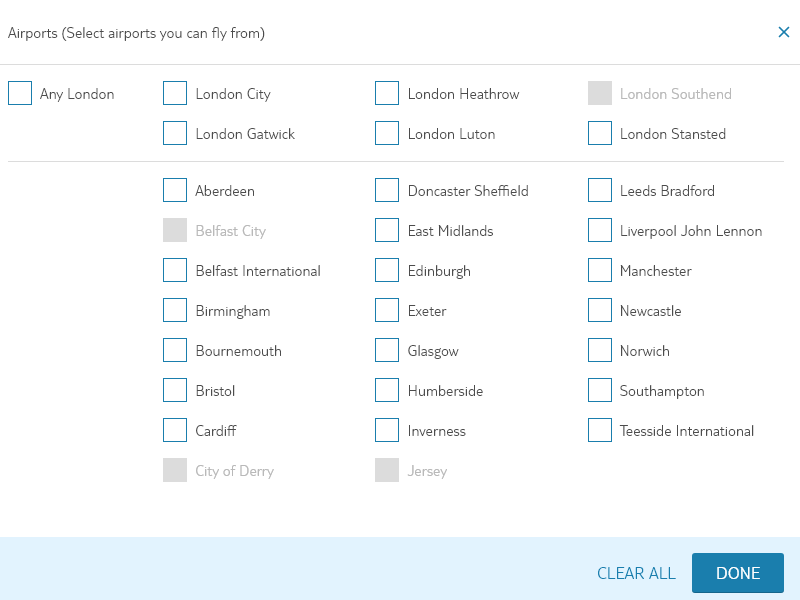 Airports (Select airports you can fly from)
Any London
London City
London Heathrow
London Southend
London Gatwick
London Luton
London Stansted
Aberdeen
Doncaster Sheffield
Leeds Bradford
Belfast City
East Midlands
Liverpool John Lennon
Belfast International
Edinburgh
Manchester
Birmingham
Exeter
Newcastle
Bournemouth
Glasgow
Norwich
Bristol
Humberside
Southampton
Cardiff
Inverness
Teesside International
City of Derry
Jersey
CLEAR ALL
DONE